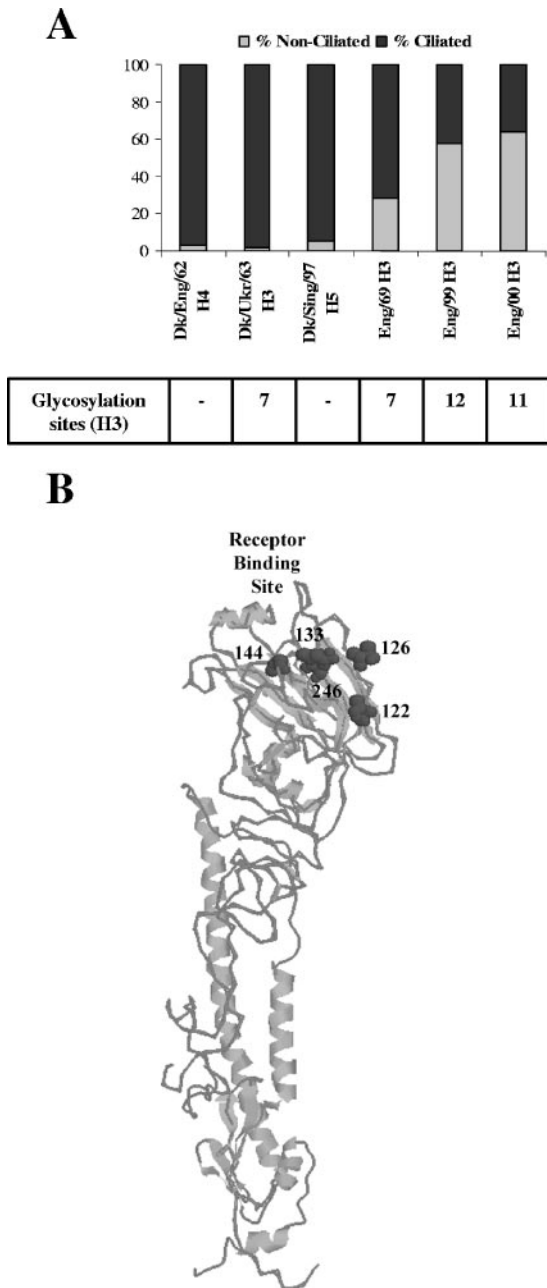 A
% Non-Ciliated % Ciliated
100
80
60
40
20
0
Dk/Eng/62 H4
Dk/Ukr/63 H3
Dk/Sing/97 H5
Eng/69 H3
Eng/99 H3
Eng/00 H3
Glycosylation sites (H3) - 7 - 7 12 11
B
Receptor
Binding
Site
133
126
144
246
122